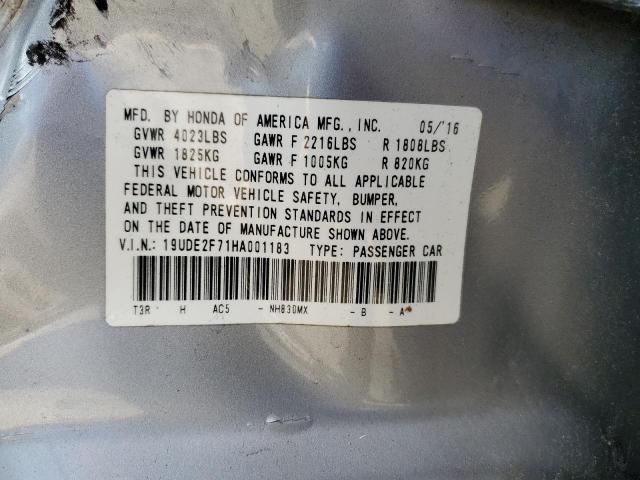 MFD. BY HONDA OF AMERICA MFG., INC. 05/'16
GVWR 4023LBS GAWR F 2216LBS R 1808LBS
GVWR 1825KG GAWR F 1005KG R 820KG
THIS VEHICLE CONFORMS TO ALL APPLICABLE
FEDERAL MOTOR VEHICLE SAFETY, BUMPER,
AND THEFT PREVENTION STANDARDS IN EFFECT
ON THE DATE OF MANUFACTURE SHOWN ABOVE.
V.I.N.: 19UDE2F71HA001183 TYPE: PASSENGER CAR
T3R H AC5 - NH830MX - B - A